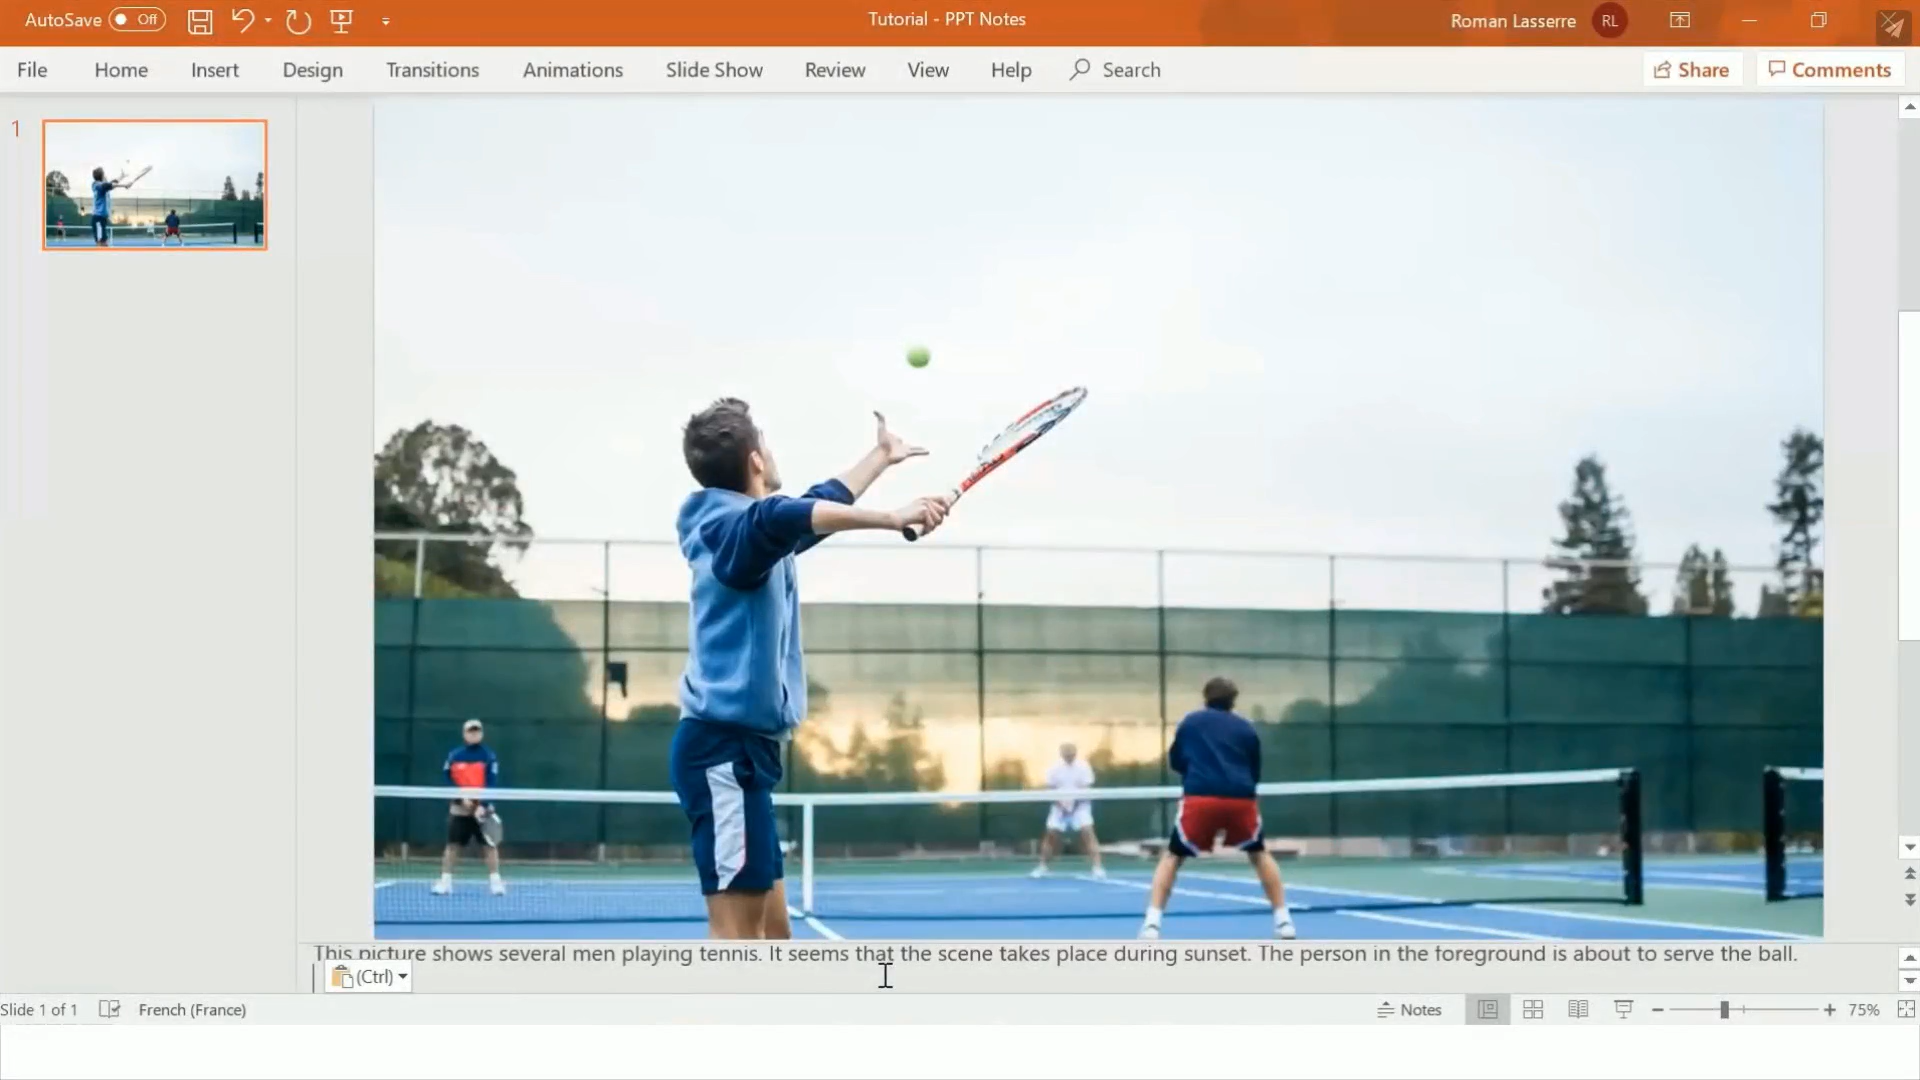 AutoSave Off
Tutorial - PPT Notes
Roman Lasserre RL
File Home Insert Design Transitions Animations Slide Show Review View Help Search
Share Comments
1
This picture shows several men playing tennis. It seems that the scene takes place during sunset. The person in the foreground is about to serve the ball.
(Ctrl)
Slide 1 of 1 French (France) Notes 75%